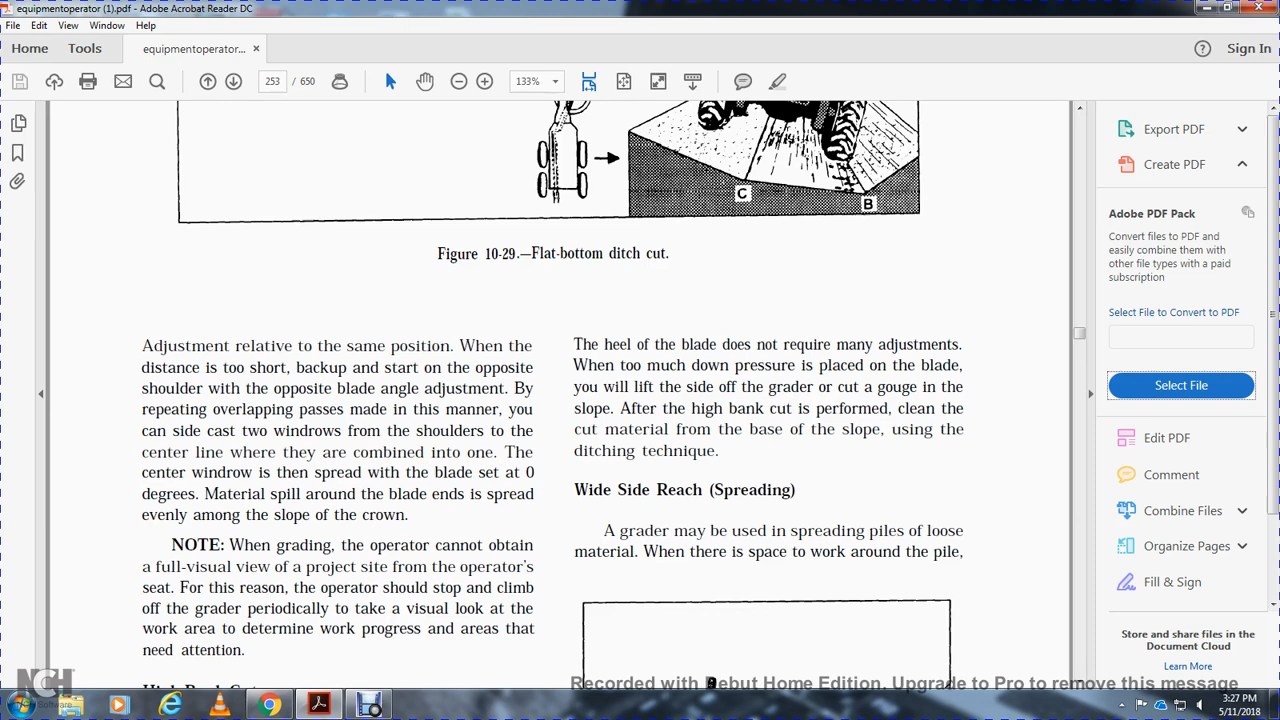 equipmentoperator (1).pdf - Adobe Acrobat Reader DC
File Edit View Window Help
Home Tools equipmentoperator... × Sign In
253 / 650 133%
C
B
Figure 10-29.—Flat-bottom ditch cut.
Adjustment relative to the same position. When the
distance is too short, backup and start on the opposite
shoulder with the opposite blade angle adjustment. By
repeating overlapping passes made in this manner, you
can side cast two windrows from the shoulders to the
center line where they are combined into one. The
center windrow is then spread with the blade set at 0
degrees. Material spill around the blade ends is spread
evenly among the slope of the crown.
NOTE: When grading, the operator cannot obtain
a full-visual view of a project site from the operator's
seat. For this reason, the operator should stop and climb
off the grader periodically to take a visual look at the
work area to determine work progress and areas that
need attention.
The heel of the blade does not require many adjustments.
When too much down pressure is placed on the blade,
you will lift the side off the grader or cut a gouge in the
slope. After the high bank cut is performed, clean the
cut material from the base of the slope, using the
ditching technique.
Wide Side Reach (Spreading)
A grader may be used in spreading piles of loose
material. When there is space to work around the pile,
Export PDF
Create PDF
Adobe PDF Pack
Convert files to PDF and
easily combine them with
other file types with a paid
subscription
Select File to Convert to PDF
Select File
Edit PDF
Comment
Combine Files
Organize Pages
Fill & Sign
Store and share files in the
Document Cloud
Learn More
NCH
Software
Recorded with Debut Home Edition. Upgrade to Pro to remove this message
3:27 PM
5/11/2018